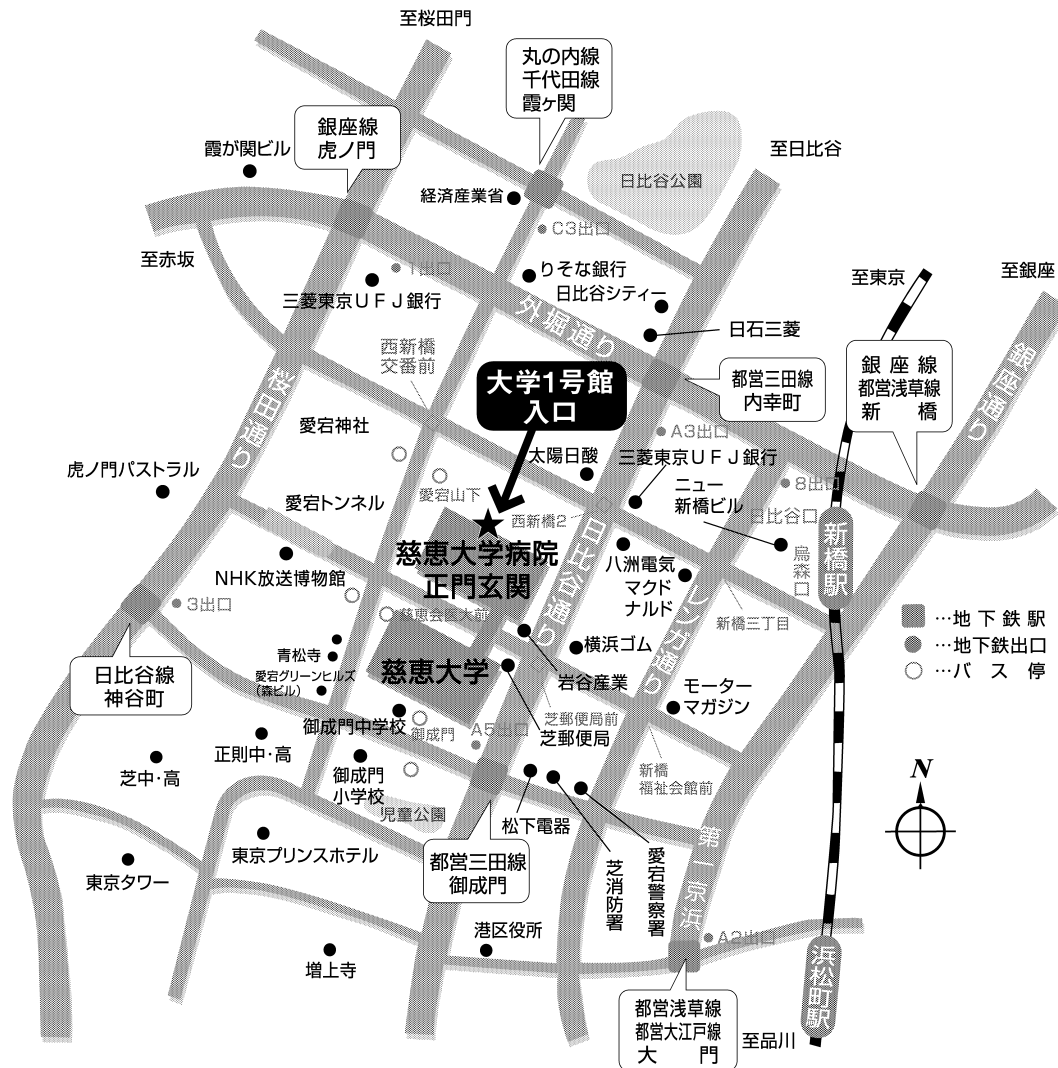 至桜田門
丸の内線
千代田線
霞ヶ関
銀座線
虎ノ門
霞が関ビル
至日比谷
日比谷公園
経済産業省
C3出口
至赤坂
1出口
りそな銀行
三菱東京UFJ銀行
日比谷シティー
至東京
至銀座
外堀通り
日石三菱
西新橋
交番前
大学1号館
入口
都営三田線
内幸町
銀座線
都営浅草線
新橋
銀座通り
桜田通り
愛宕神社
A3出口
太陽日酸
三菱東京UFJ銀行
虎ノ門パストラル
愛宕トンネル
愛宕山下
ニュー
新橋ビル
8出口
西新橋2
日比谷口
日比谷通り
新橋駅
慈恵大学病院
正門玄関
烏森口
八洲電気
マクド
ナルド
NHK放送博物館
レンガ通り
3出口
慈恵会医大前
新橋三丁目
…地下鉄駅
…地下鉄出口
…バス停
青松寺
横浜ゴム
慈恵大学
愛宕グリーンヒルズ
(森ビル)
日比谷線
神谷町
岩谷産業
モーター
マガジン
御成門中学校
御成門
A5出口
芝郵便局前
芝郵便局
正則中・高
芝中・高
御成門
小学校
新橋
福祉会館前
N
児童公園
松下電器
東京プリンスホテル
第一京浜
東京タワー
都営三田線
御成門
芝消防署
愛宕警察署
港区役所
A2出口
増上寺
浜松町駅
都営浅草線
都営大江戸線
大門
至品川